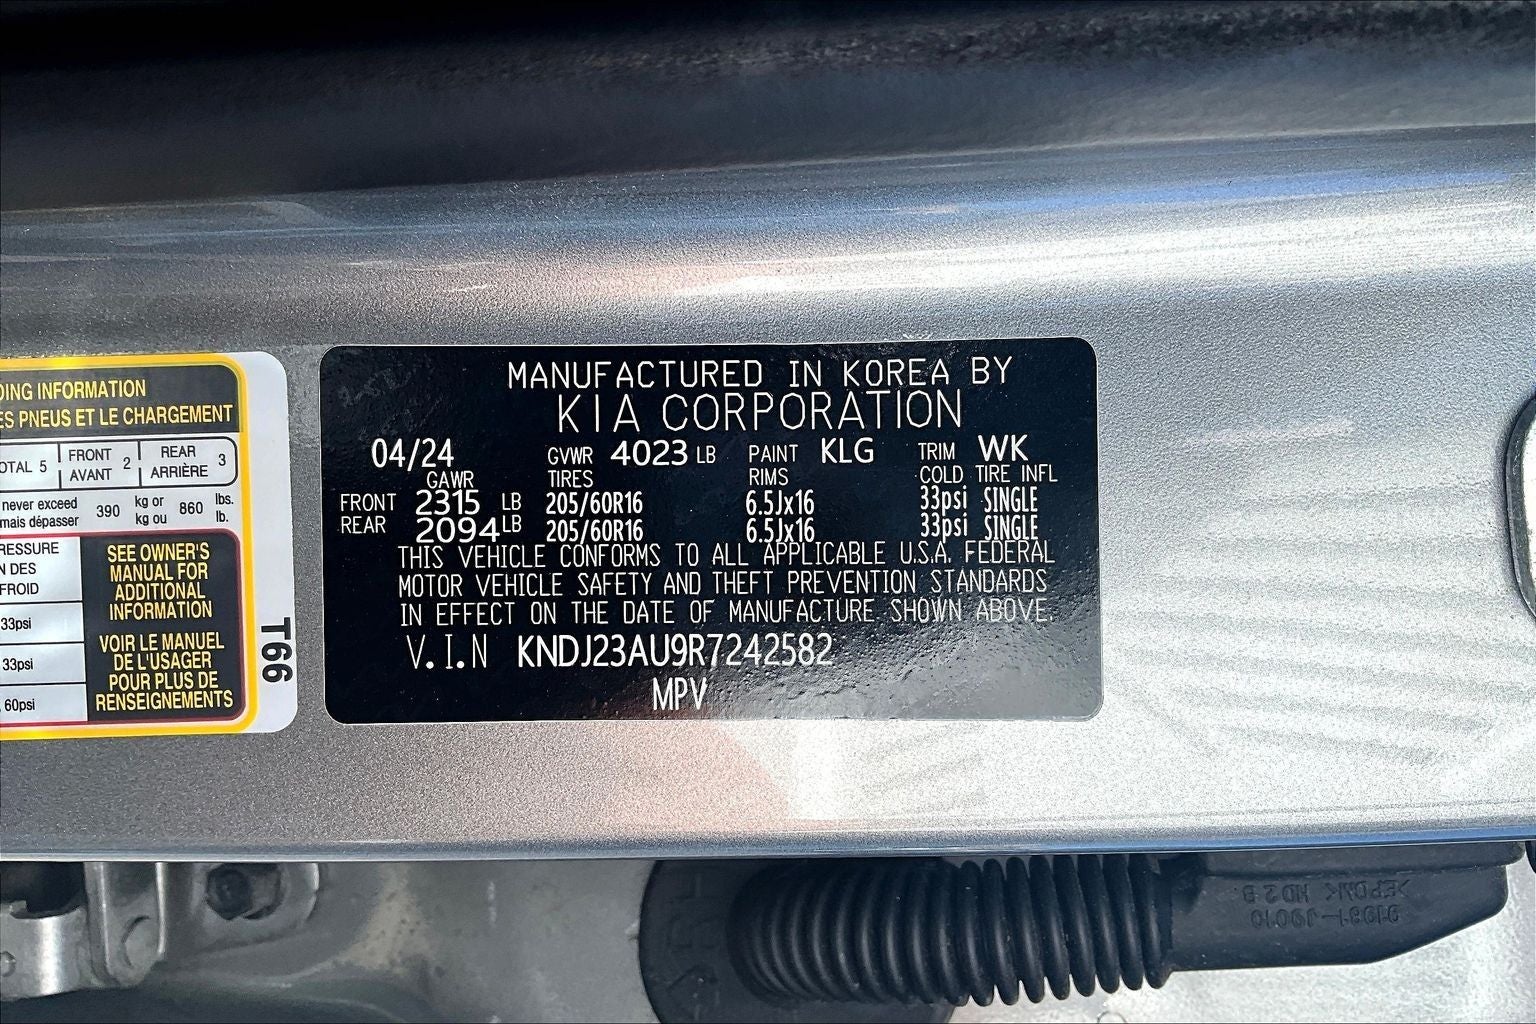 DING INFORMATION
ES PNEUS ET LE CHARGEMENT
OTAL 5 FRONT AVANT 2 REAR ARRIÈRE 3
never exceed
mais dépasser 390 kg or kg ou 860 lbs. lb.
RESSURE
N DES
FROID
33psi
33psi
60psi
SEE OWNER'S
MANUAL FOR
ADDITIONAL
INFORMATION
VOIR LE MANUEL
DE L'USAGER
POUR PLUS DE
RENSEIGNEMENTS
T66
MANUFACTURED IN KOREA BY
KIA CORPORATION
04/24 GVWR 4023 LB PAINT KLG TRIM WK
GAWR TIRES RIMS COLD TIRE INFL
FRONT 2315 LB 205/60R16 6.5Jx16 33psi SINGLE
REAR 2094 LB 205/60R16 6.5Jx16 33psi SINGLE
THIS VEHICLE CONFORMS TO ALL APPLICABLE U.S.A. FEDERAL
MOTOR VEHICLE SAFETY AND THEFT PREVENTION STANDARDS
IN EFFECT ON THE DATE OF MANUFACTURE SHOWN ABOVE.
V.I.N KNDJ23AU9R7242582
MPV
91981-J9010
>EPDM< HD2B